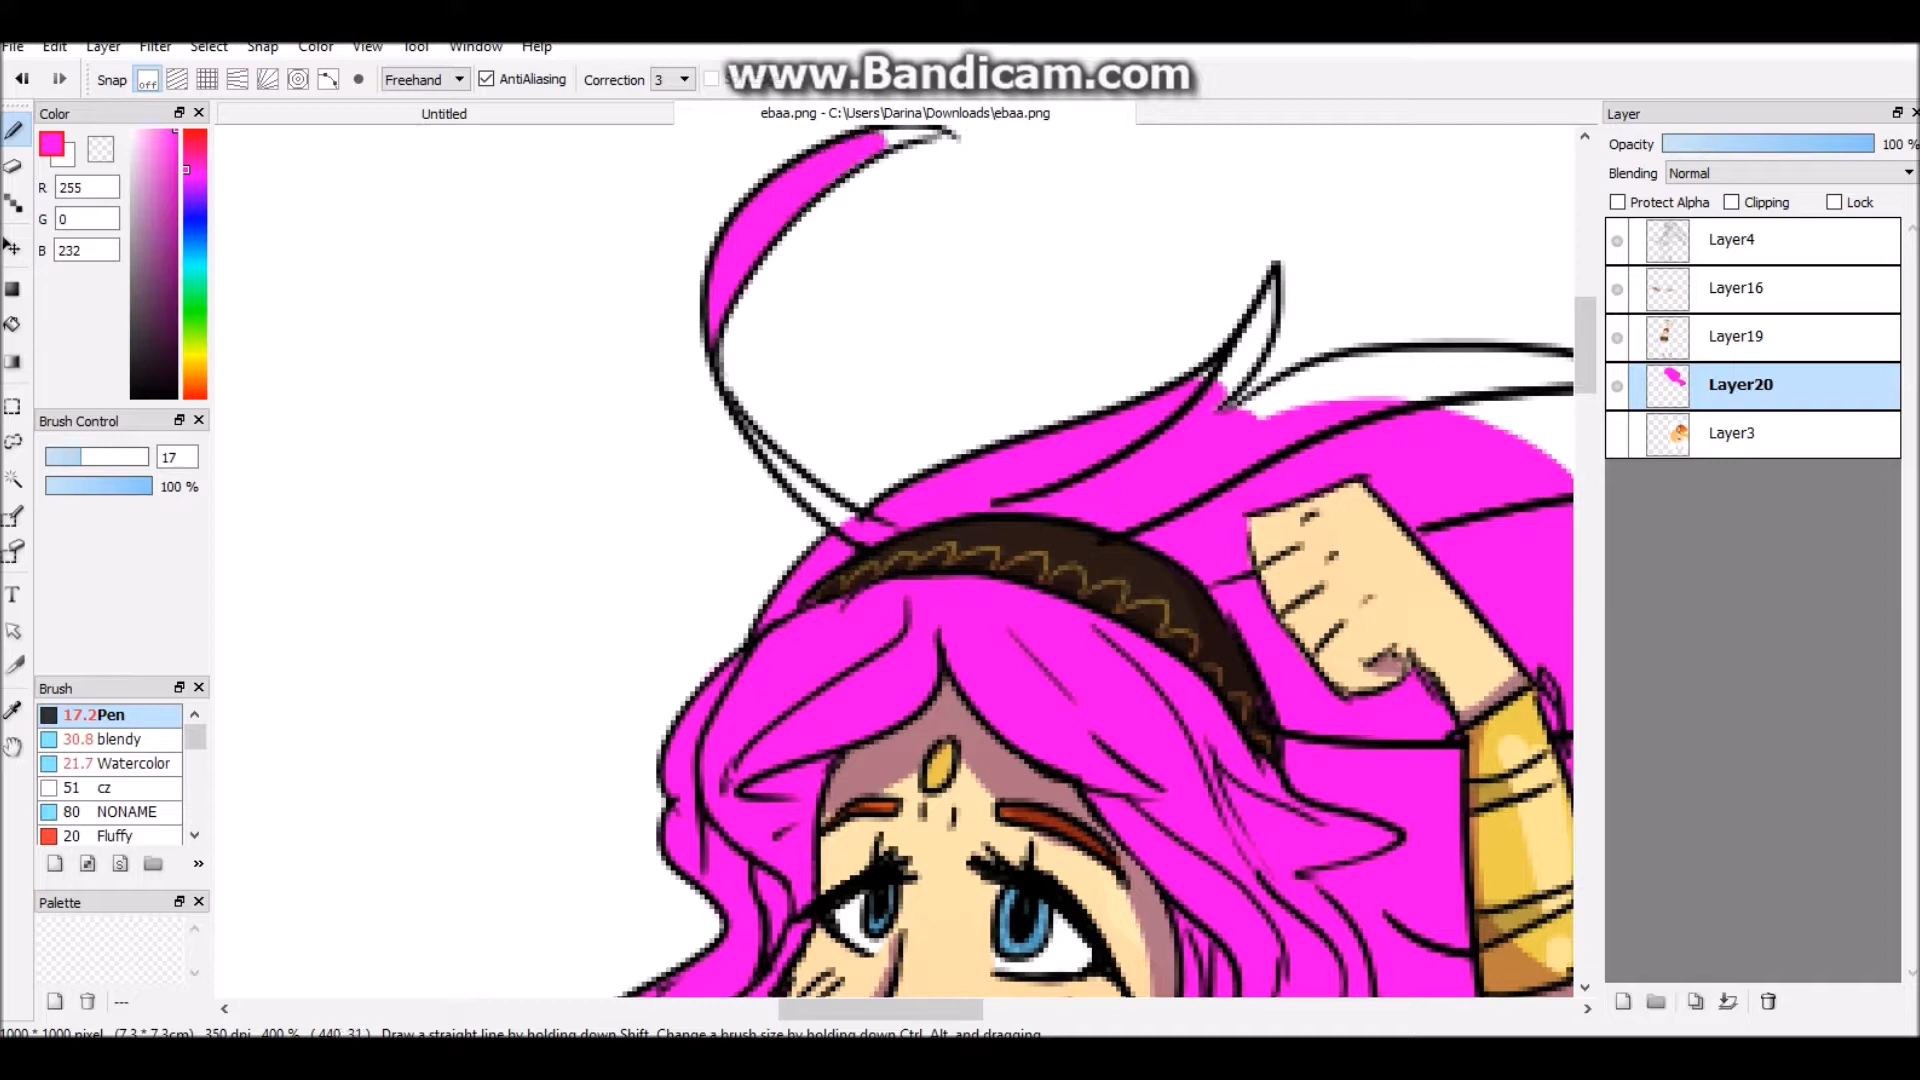 File Edit Layer Filter Select Snap Color View Tool Window Help
www.Bandicam.com
Snap off Freehand AntiAliasing Correction 3
Color
Untitled
ebaa.png - C:\Users\Darina\Downloads\ebaa.png
Layer
Opacity 100 %
Blending Normal
Protect Alpha Clipping Lock
R 255
G 0
B 232
Layer4
Layer16
Layer19
Layer20
Layer3
Brush Control
17
100 %
Brush
17.2 Pen
30.8 blendy
21.7 Watercolor
51 cz
80 NONAME
20 Fluffy
Palette
---
1000 * 1000 pixel (7.3 * 7.3cm) 350 dpi 400 % ( 440, 31 ) Draw a straight line by holding down Shift, Change a brush size by holding down Ctrl, Alt, and dragging